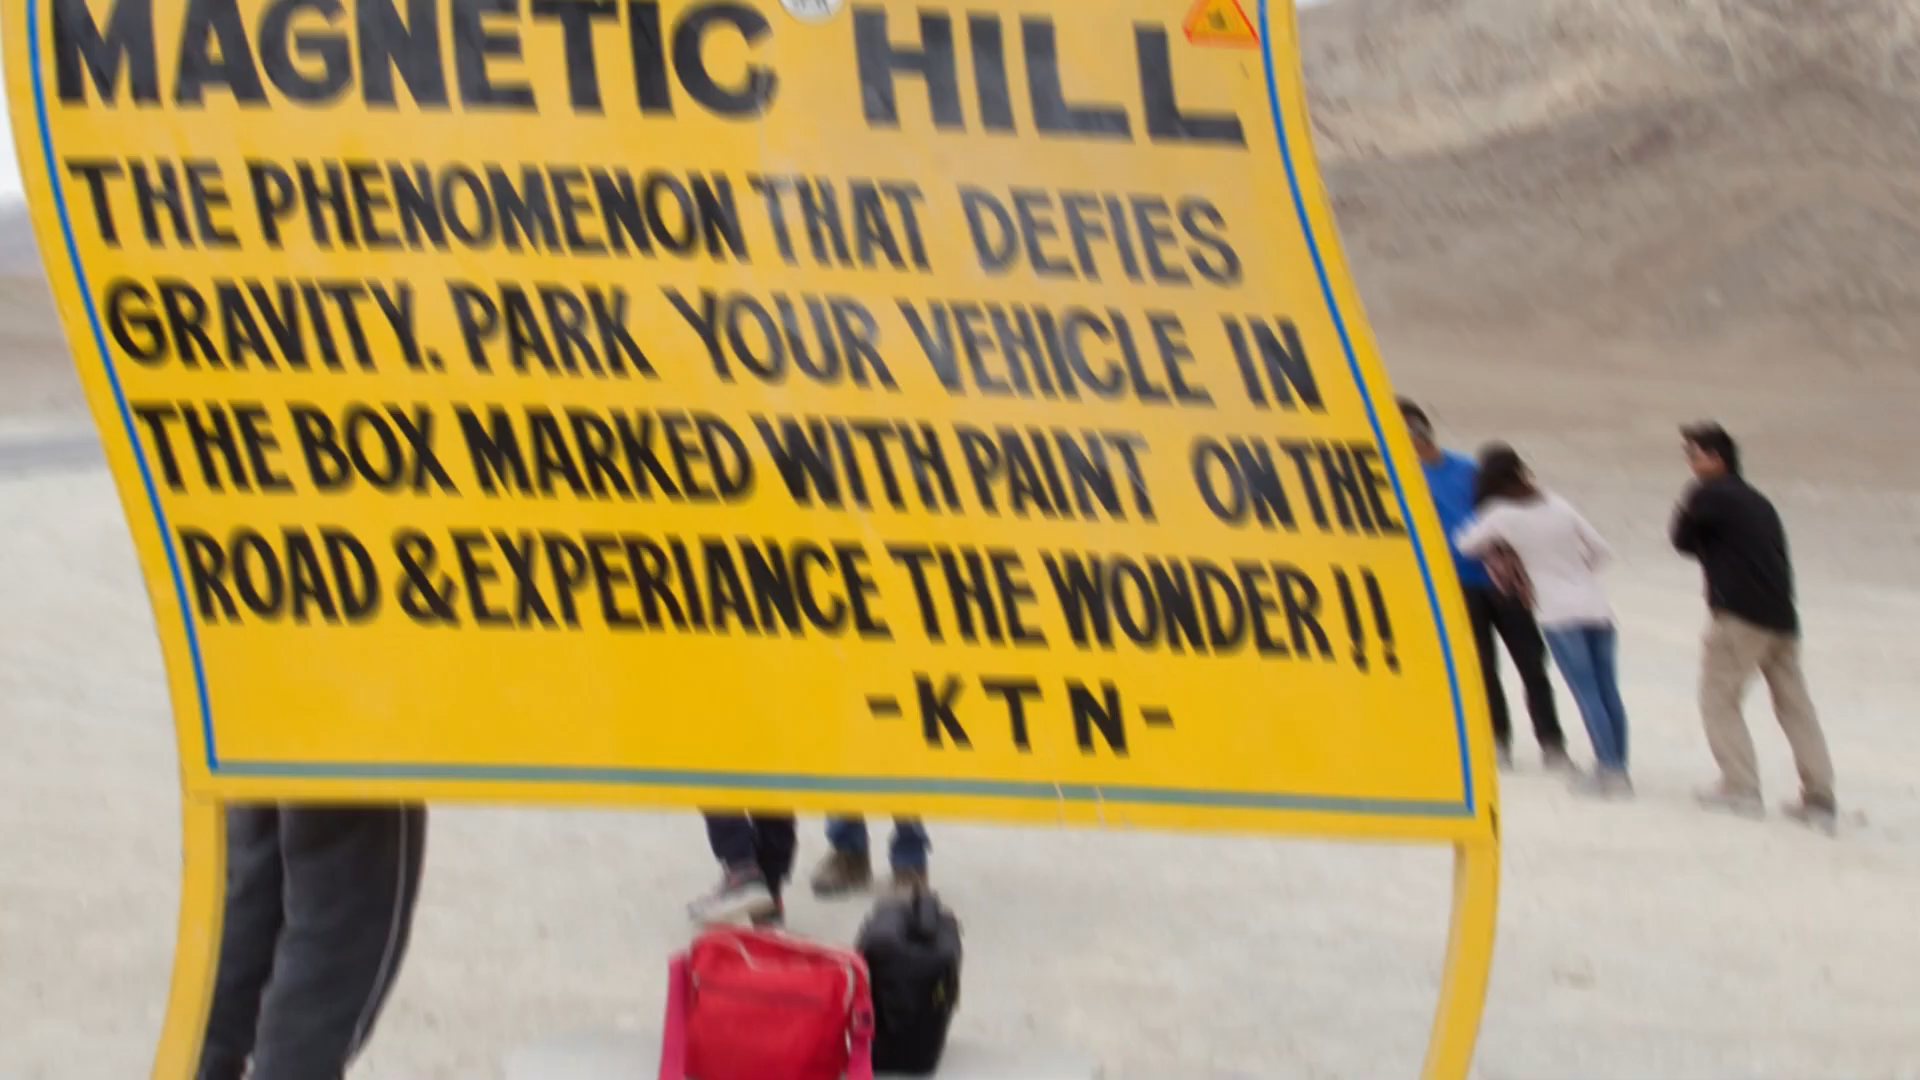 MAGNETIC HILL
THE PHENOMENON THAT DEFIES
GRAVITY. PARK YOUR VEHICLE IN
THE BOX MARKED WITH PAINT ON THE
ROAD & EXPERIANCE THE WONDER !!
-KTN-